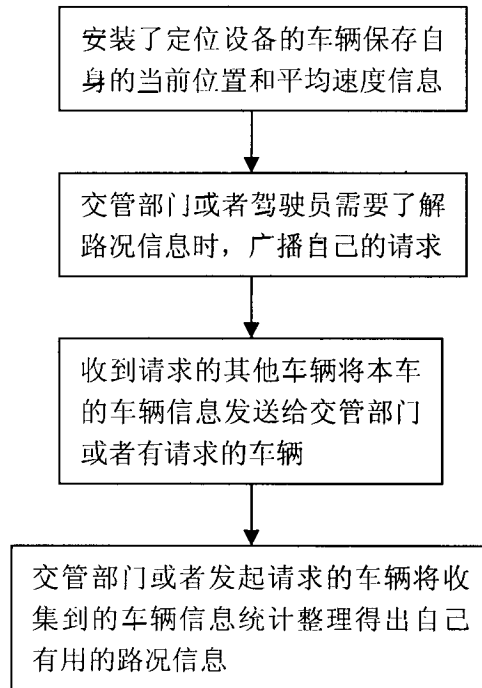 安装了定位设备的车辆保存自
身的当前位置和平均速度信息
交管部门或者驾驶员需要了解
路况信息时，广播自己的请求
收到请求的其他车辆将本车
的车辆信息发送给交管部门
或者有请求的车辆
交管部门或者发起请求的车辆将收
集到的车辆信息统计整理得出自己
有用的路况信息